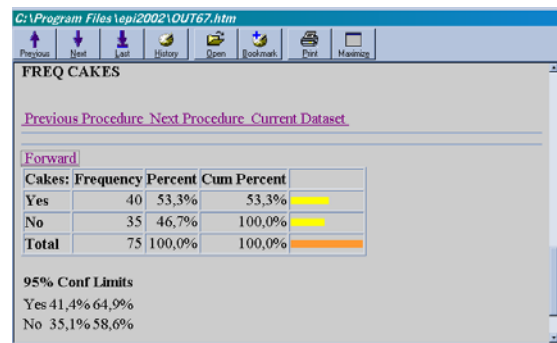 C:\Program Files\epi2002\OUT67.htm
Previous Next Last History Open Bookmark Print Maximize
FREQ CAKES
Previous Procedure Next Procedure Current Dataset
Forward
Cakes: Frequency Percent Cum Percent
Yes 40 53,3% 53,3%
No 35 46,7% 100,0%
Total 75 100,0% 100,0%
95% Conf Limits
Yes 41,4% 64,9%
No 35,1% 58,6%